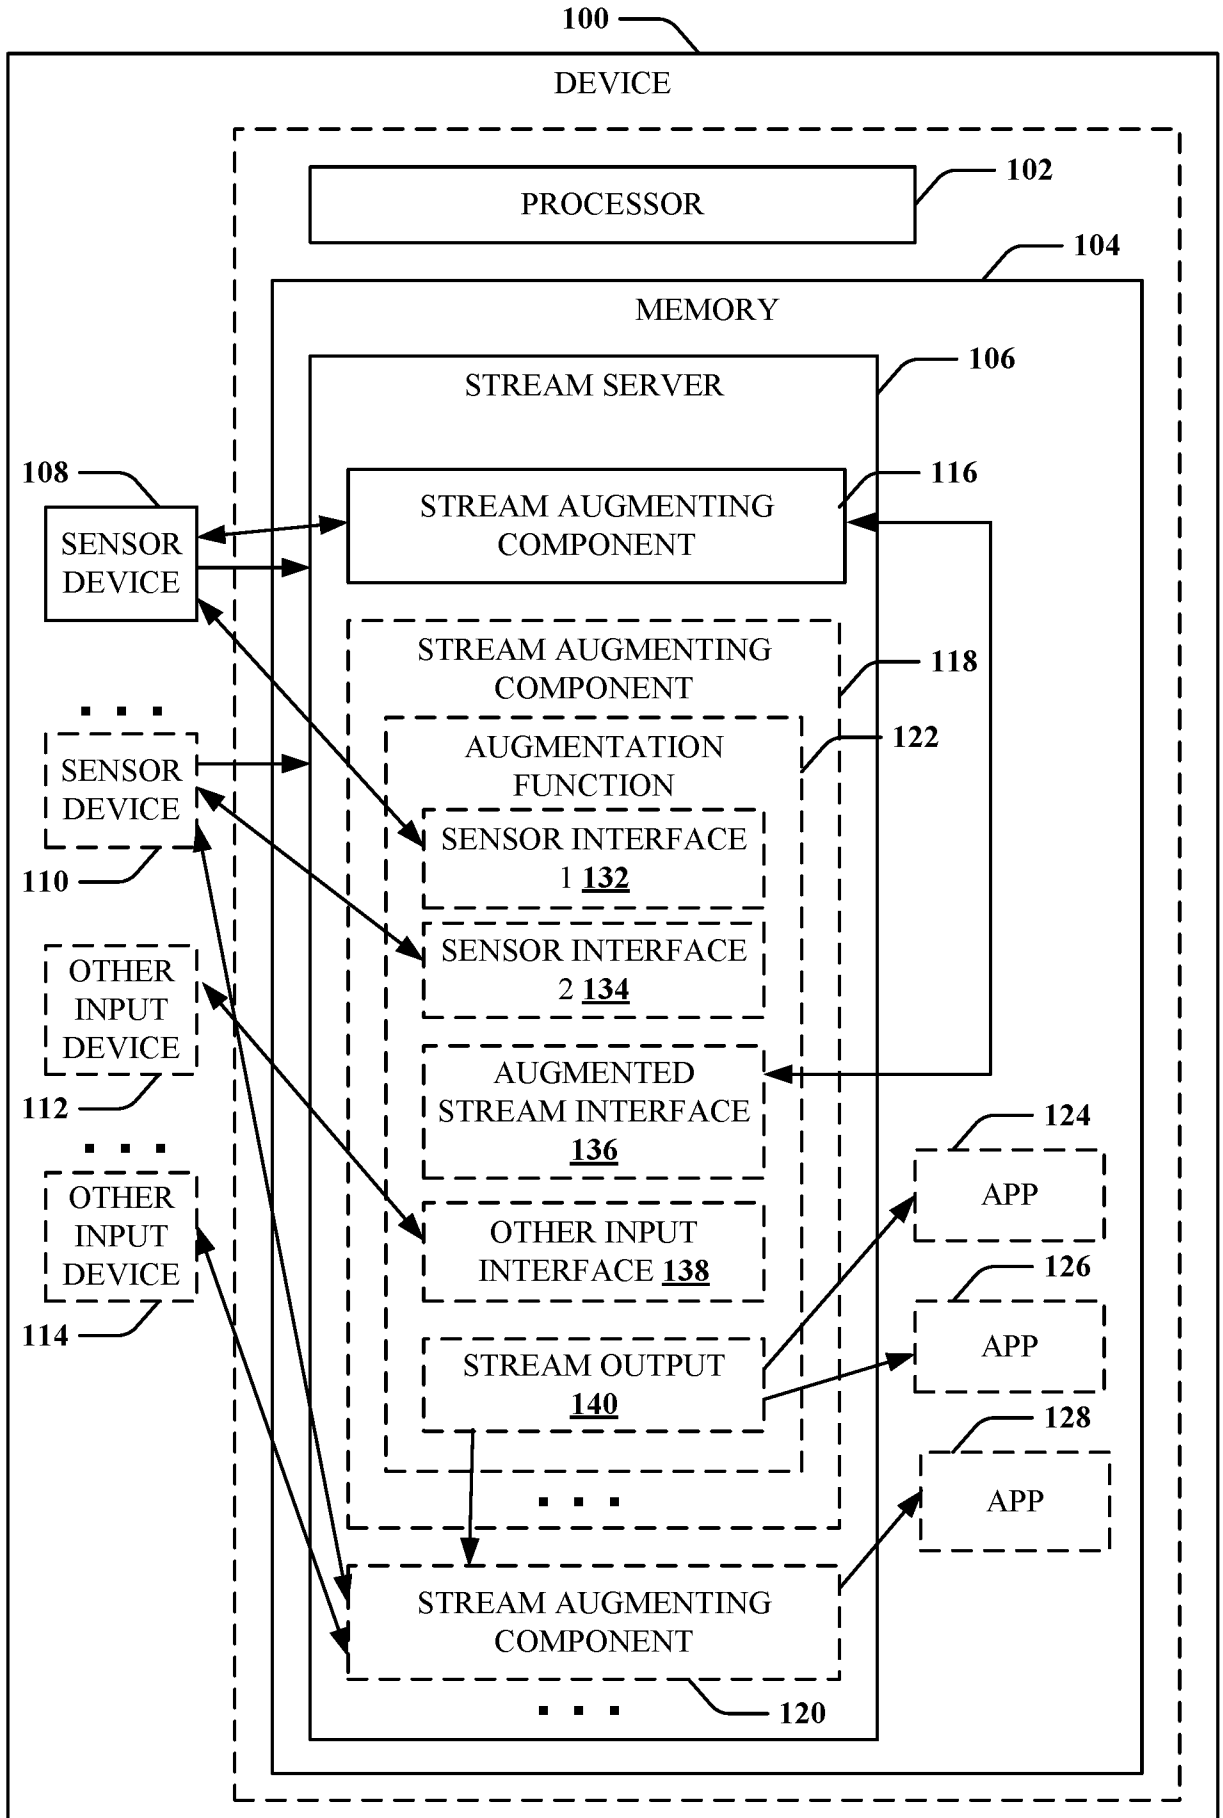 100
DEVICE
102
PROCESSOR
104
MEMORY
106
STREAM SERVER
108
116
STREAM AUGMENTING
COMPONENT
SENSOR
DEVICE
STREAM AUGMENTING
COMPONENT
118
122
AUGMENTATION
FUNCTION
SENSOR
DEVICE
110
SENSOR INTERFACE
1 132
SENSOR INTERFACE
2 134
OTHER
INPUT
DEVICE
112
AUGMENTED
STREAM INTERFACE
136
124
APP
OTHER
INPUT
DEVICE
114
OTHER INPUT
INTERFACE 138
126
APP
STREAM OUTPUT
140
128
APP
STREAM AUGMENTING
COMPONENT
120